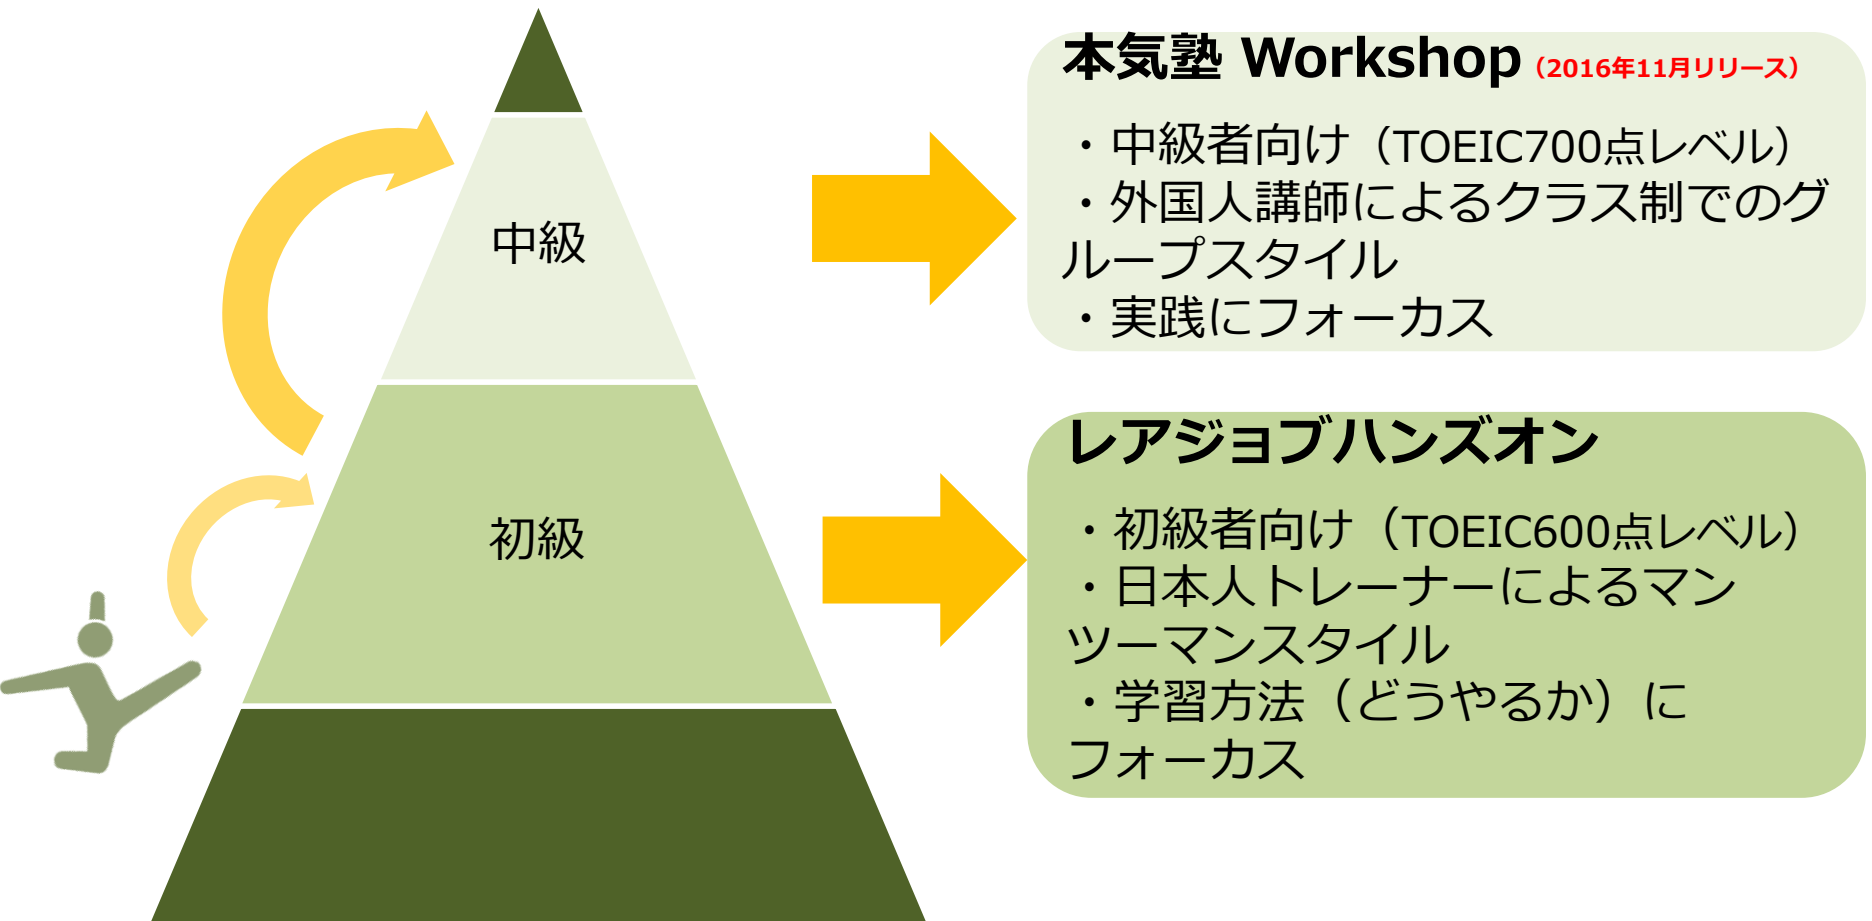 本気塾 Workshop（2016年11月リリース）
・中級者向け（TOEIC700点レベル）
・外国人講師によるクラス制でのグ
ループスタイル
・実践にフォーカス
中級
レアジョブハンズオン
・初級者向け（TOEIC600点レベル）
・日本人トレーナーによるマン
ツーマンスタイル
・学習方法（どうやるか）に
フォーカス
初級